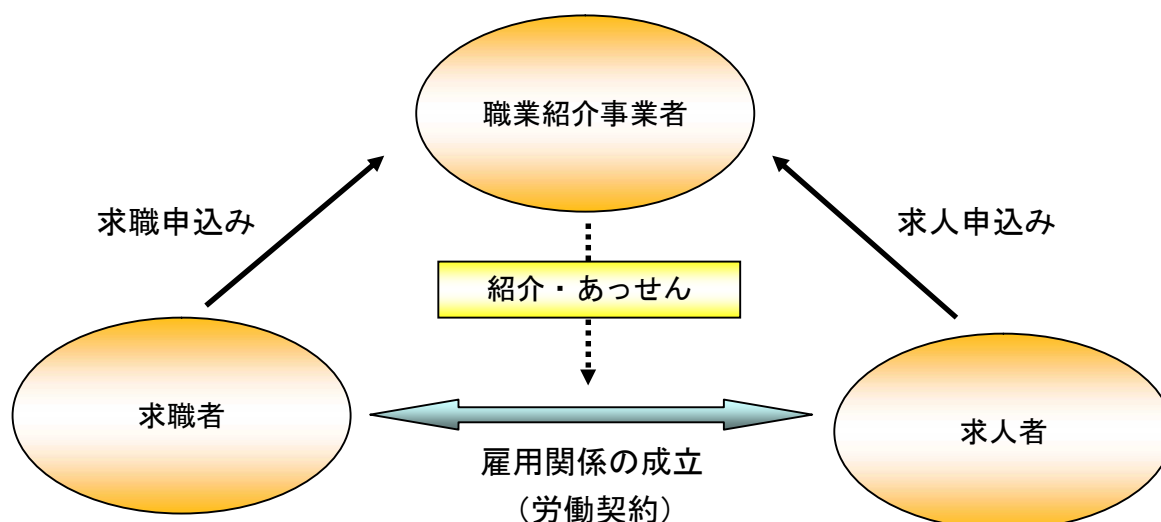 職業紹介事業者
求職申込み
求人申込み
紹介・あっせん
求職者
求人者
雇用関係の成立
（労働契約）